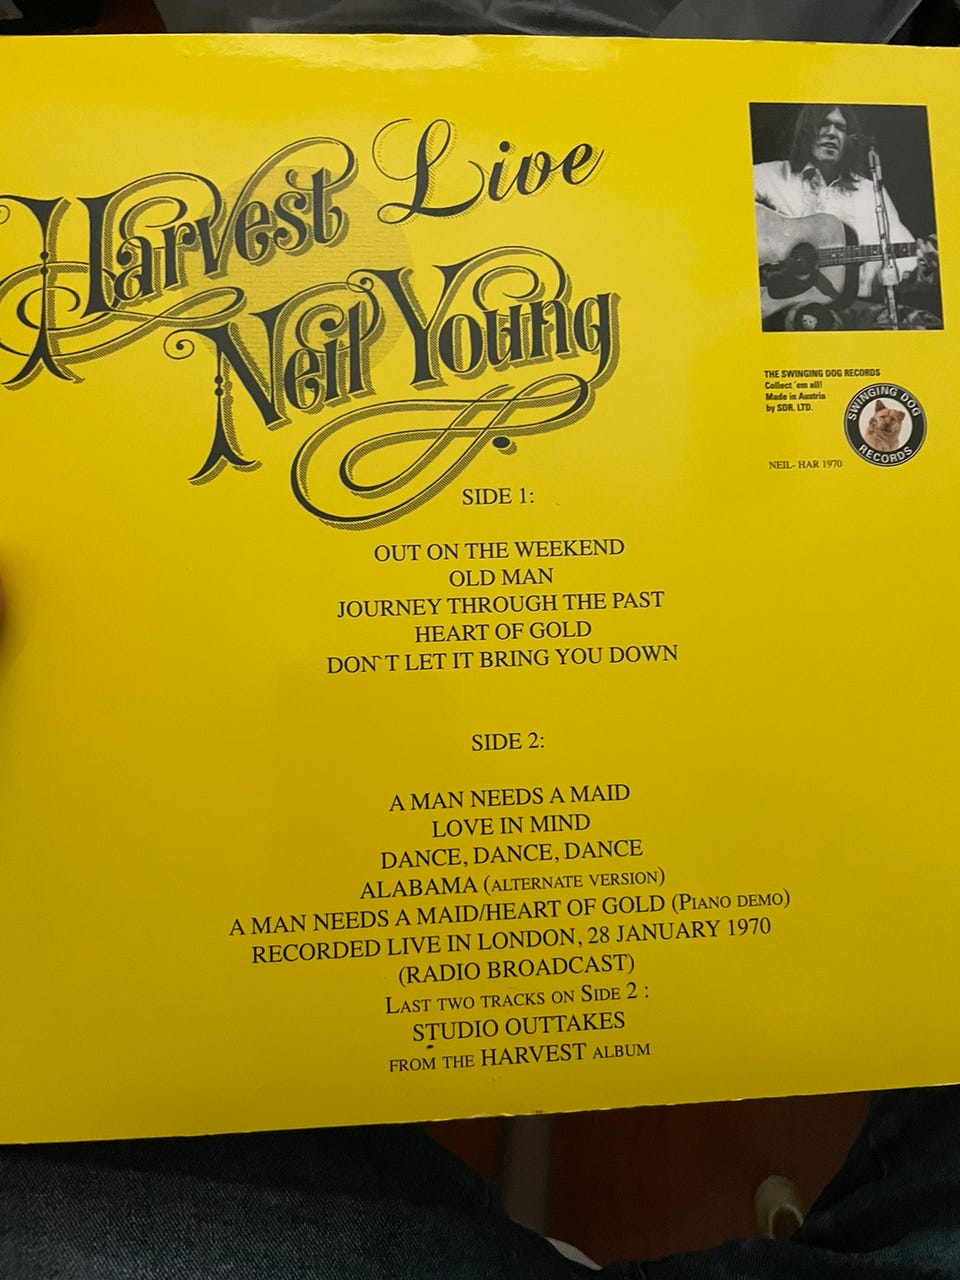 Harvest Live
Neil Young
THE SWINGING DOG RECORDS
Collect ´em all!
Made in Austria
by SDR. LTD.
SWINGING DOG
RECORDS
NEIL- HAR 1970
SIDE 1:
OUT ON THE WEEKEND
OLD MAN
JOURNEY THROUGH THE PAST
HEART OF GOLD
DON`T LET IT BRING YOU DOWN
SIDE 2:
A MAN NEEDS A MAID
LOVE IN MIND
DANCE, DANCE, DANCE
ALABAMA (ALTERNATE VERSION)
A MAN NEEDS A MAID/HEART OF GOLD (PIANO DEMO)
RECORDED LIVE IN LONDON, 28 JANUARY 1970
(RADIO BROADCAST)
LAST TWO TRACKS ON SIDE 2 :
STUDIO OUTTAKES
FROM THE HARVEST ALBUM